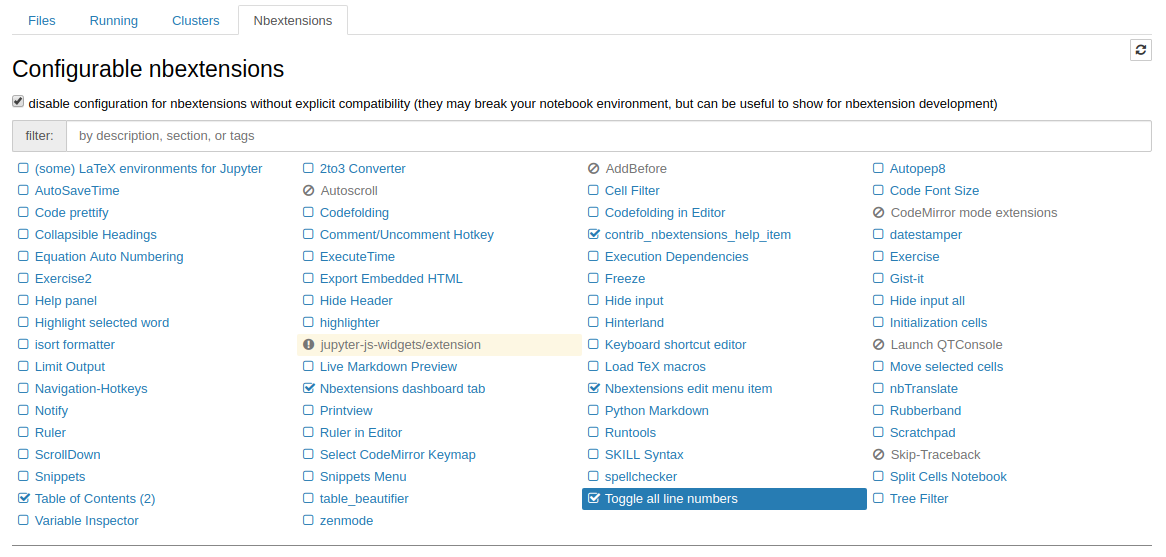 Files Running Clusters Nbextensions
Configurable nbextensions
disable configuration for nbextensions without explicit compatibility (they may break your notebook environment, but can be useful to show for nbextension development)
filter: by description, section, or tags
(some) LaTeX environments for Jupyter 2to3 Converter AddBefore Autopep8
AutoSaveTime Autoscroll Cell Filter Code Font Size
Code prettify Codefolding Codefolding in Editor CodeMirror mode extensions
Collapsible Headings Comment/Uncomment Hotkey contrib_nbextensions_help_item datestamper
Equation Auto Numbering ExecuteTime Execution Dependencies Exercise
Exercise2 Export Embedded HTML Freeze Gist-it
Help panel Hide Header Hide input Hide input all
Highlight selected word highlighter Hinterland Initialization cells
isort formatter jupyter-js-widgets/extension Keyboard shortcut editor Launch QTConsole
Limit Output Live Markdown Preview Load TeX macros Move selected cells
Navigation-Hotkeys Nbextensions dashboard tab Nbextensions edit menu item nbTranslate
Notify Printview Python Markdown Rubberband
Ruler Ruler in Editor Runtools Scratchpad
ScrollDown Select CodeMirror Keymap SKILL Syntax Skip-Traceback
Snippets Snippets Menu spellchecker Split Cells Notebook
Table of Contents (2) table_beautifier Toggle all line numbers Tree Filter
Variable Inspector zenmode